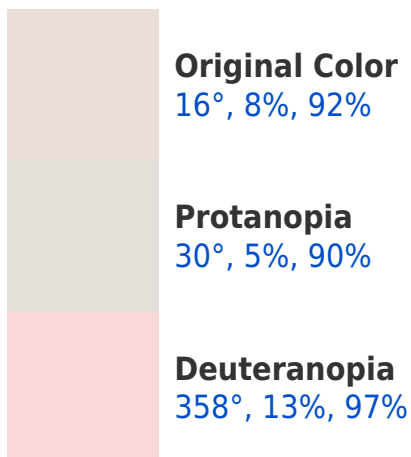 Original Color
16°, 8%, 92%
Protanopia
30°, 5%, 90%
Deuteranopia
358°, 13%, 97%